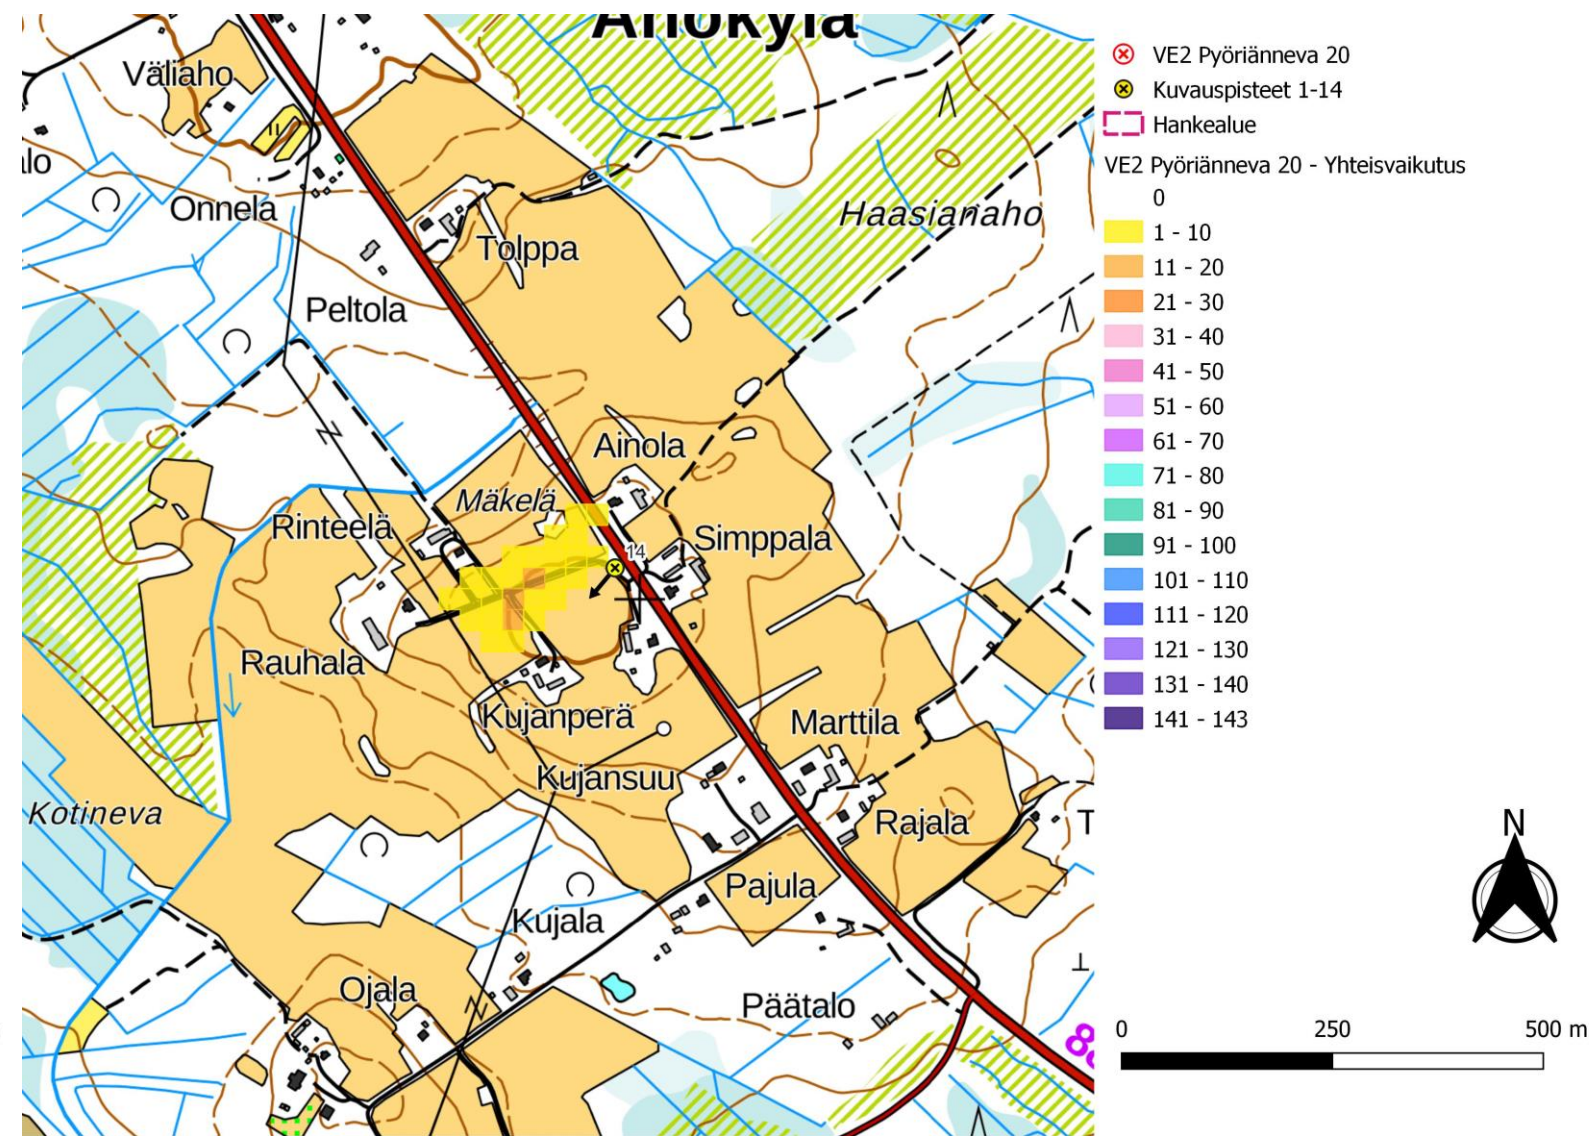 Ahokylä
Väliaho
Onnela
Tolppa
Haasianaho
Peltola
Ainola
Mäkelä
Rinteelä
14
Simppala
Rauhala
Kujanperä
Marttila
Kujansuu
Kotineva
Rajala
Pajula
Kujala
Ojala
Päätalo
VE2 Pyöriänneva 20
Kuvauspisteet 1-14
Hankealue
VE2 Pyöriänneva 20 - Yhteisvaikutus
0
1 - 10
11 - 20
21 - 30
31 - 40
41 - 50
51 - 60
61 - 70
71 - 80
81 - 90
91 - 100
101 - 110
111 - 120
121 - 130
131 - 140
141 - 143
N
0 250 500 m